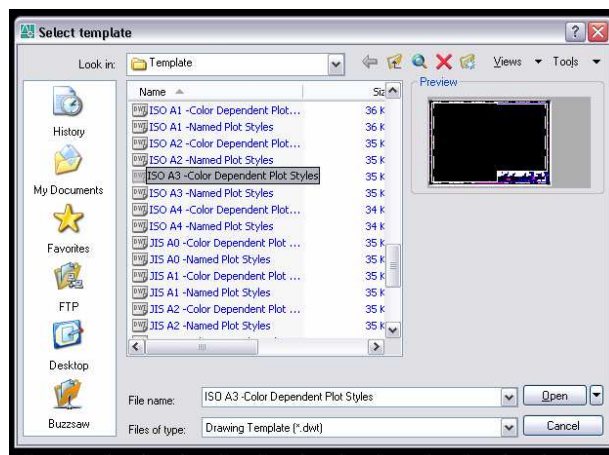 Select template
Look in: Template Views Tools
Name Siz Preview
ISO A1 -Color Dependent Plot... 36 K
ISO A1 -Named Plot Styles 36 K
ISO A2 -Color Dependent Plot... 35 K
ISO A2 -Named Plot Styles 35 K
ISO A3 -Color Dependent Plot Styles 35 K
ISO A3 -Named Plot Styles 35 K
ISO A4 -Color Dependent Plot... 34 K
ISO A4 -Named Plot Styles 34 K
JIS A0 -Color Dependent Plot ... 35 K
JIS A0 -Named Plot Styles 35 K
JIS A1 -Color Dependent Plot ... 35 K
JIS A1 -Named Plot Styles 35 K
JIS A2 -Color Dependent Plot ... 35 K
JIS A2 -Named Plot Styles 35 K
History
My Documents
Favorites
FTP
Desktop
Buzzsaw
File name: ISO A3 -Color Dependent Plot Styles Open
Files of type: Drawing Template (*.dwt) Cancel